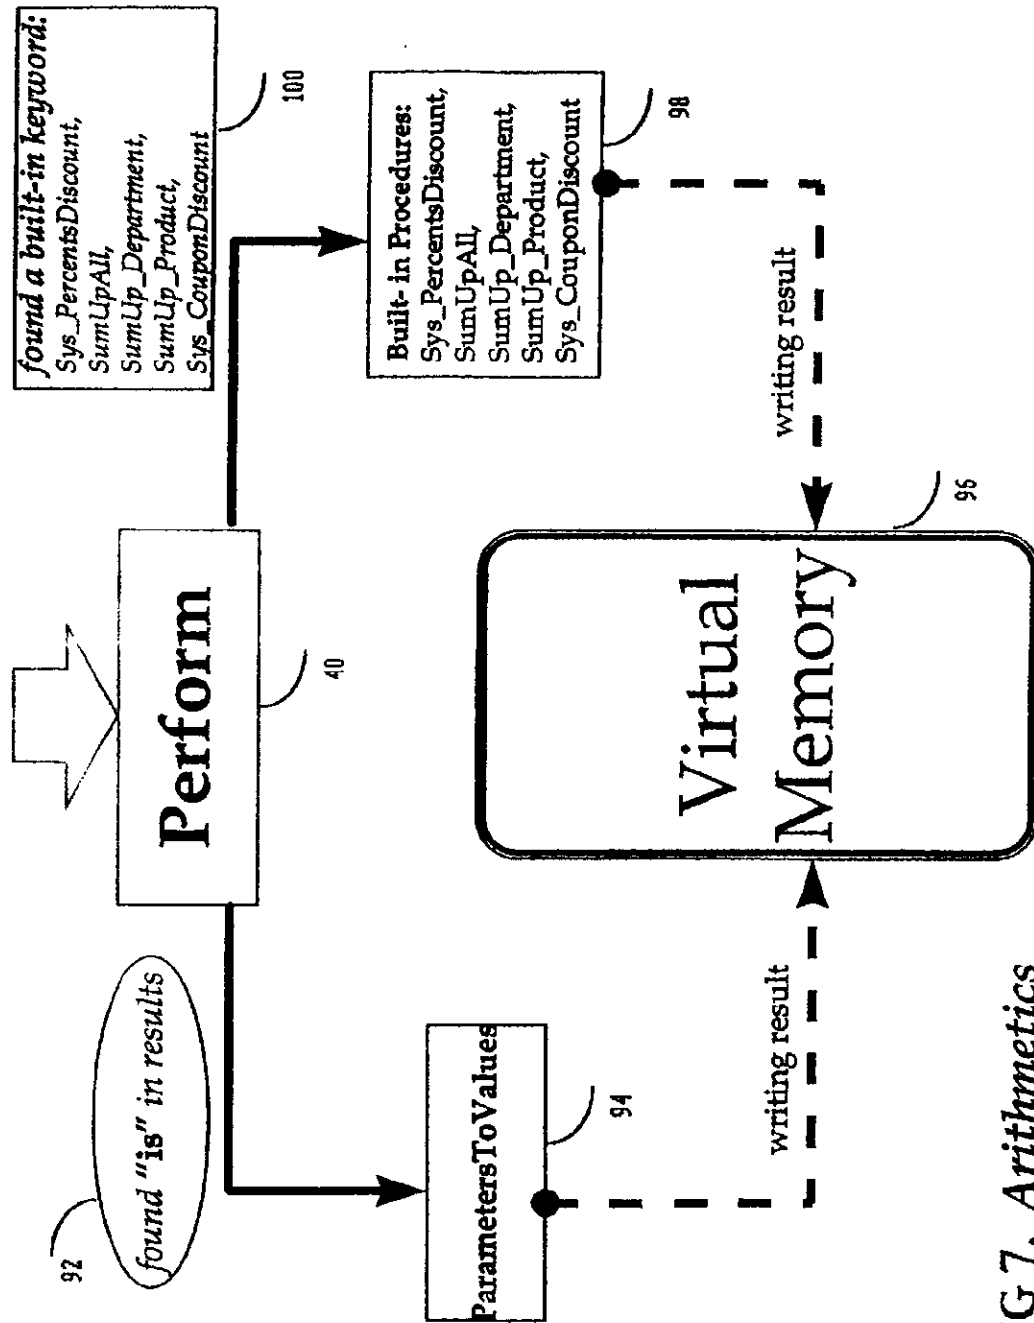 found a built-in keyword:
Sys_PercentsDiscount,
SumUpAll,
SumUp_Department,
SumUp_Product,
Sys_CouponDiscount
100
Perform
40
found "is" in results
92
Built- in Procedures:
Sys_PercentsDiscount,
SumUpAll,
SumUp_Department,
SumUp_Product,
Sys_CouponDiscount
98
ParametersToValues
94
writing result
writing result
Virtual
Memory
96
G 7. Arithmetics